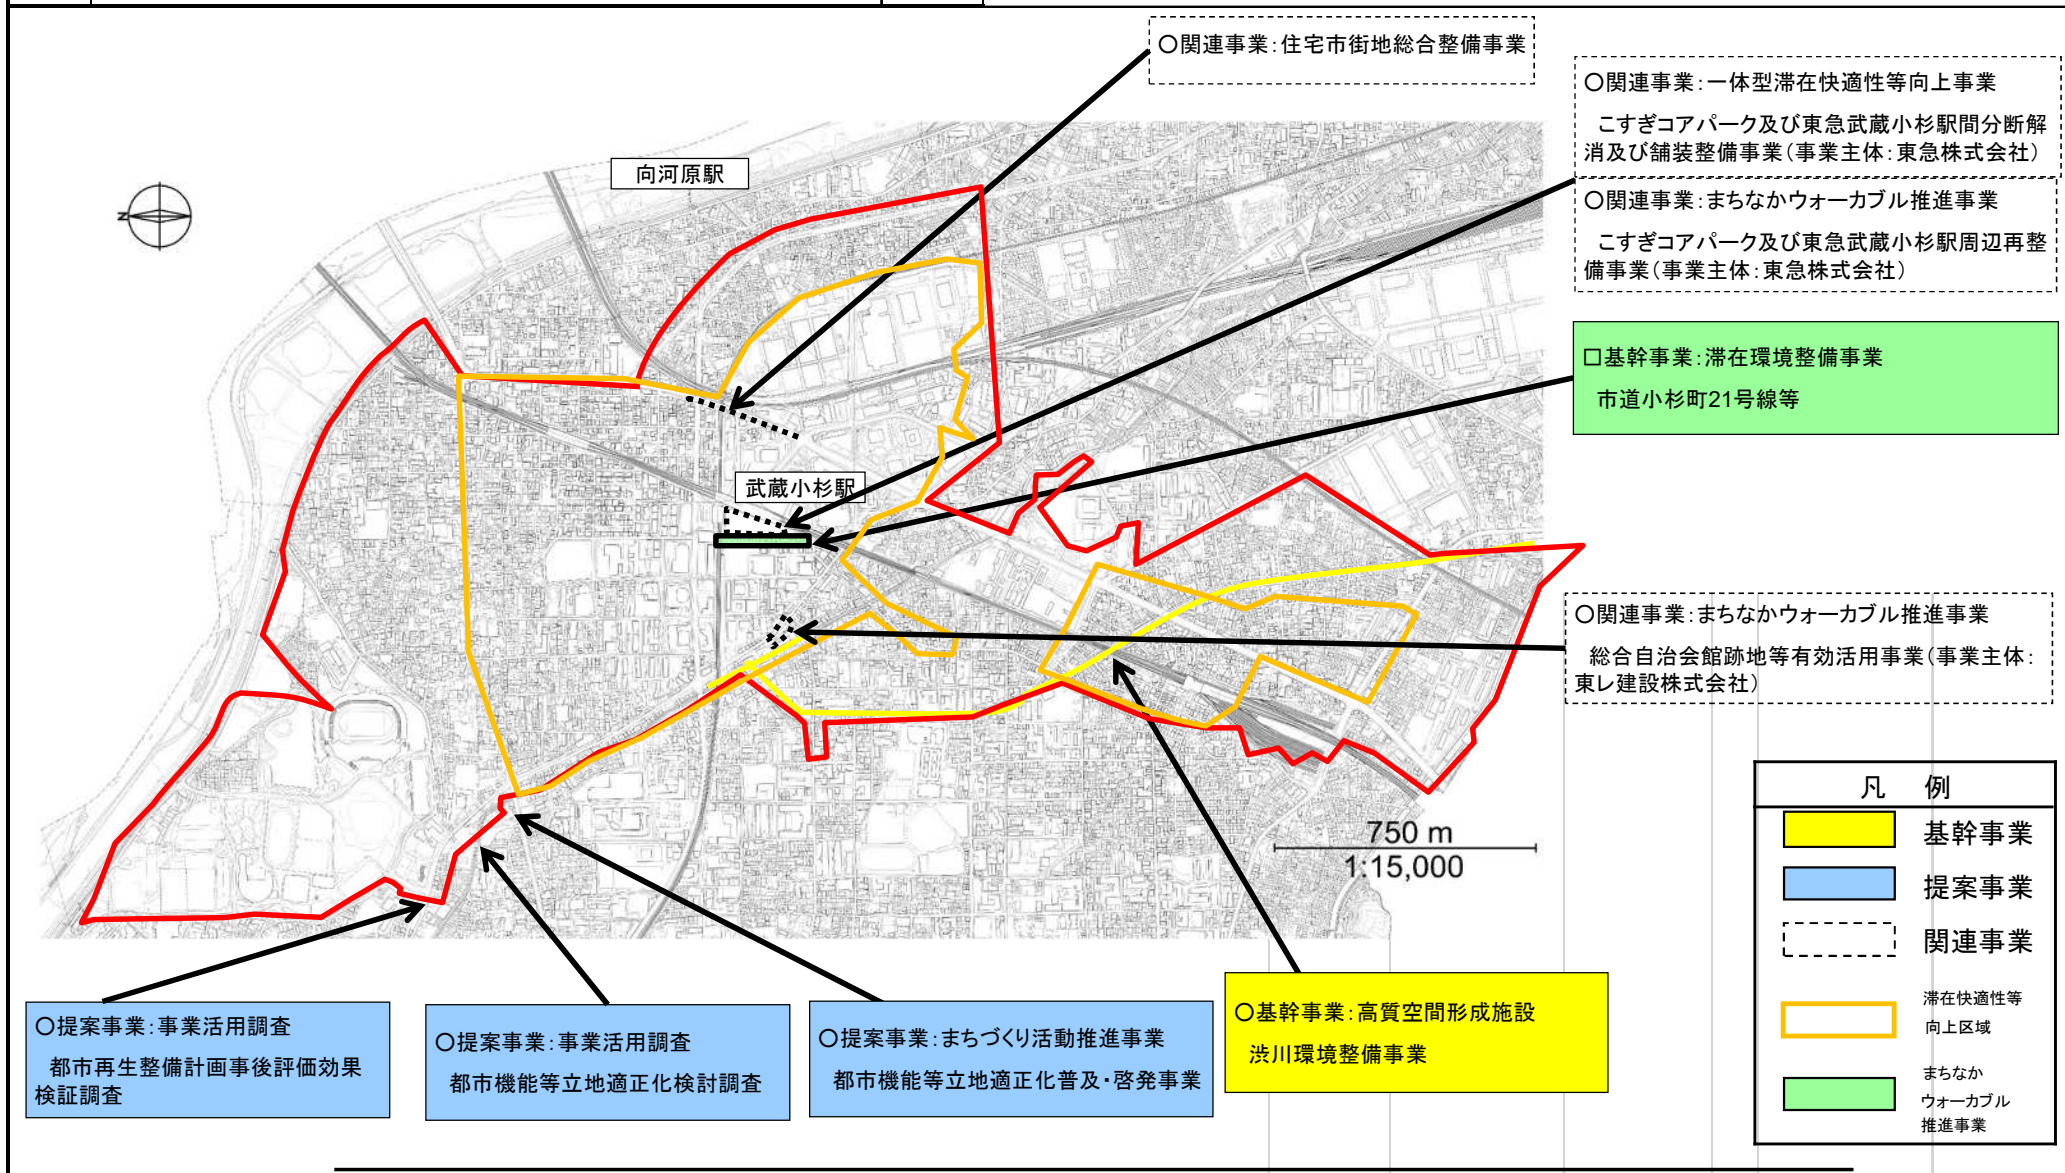 〇関連事業：住宅市街地総合整備事業
〇関連事業：一体型滞在快適性等向上事業
こすぎコアパーク及び東急武蔵小杉駅間分断解
消及び舗装整備事業（事業主体：東急株式会社）
〇関連事業：まちなかウォーカブル推進事業
こすぎコアパーク及び東急武蔵小杉駅周辺再整
備事業（事業主体：東急株式会社）
□基幹事業：滞在環境整備事業
市道小杉町21号線等
向河原駅
N
武蔵小杉駅
〇関連事業：まちなかウォーカブル推進事業
総合自治会館跡地等有効活用事業（事業主体：
東レ建設株式会社）
750 m
1:15,000
凡　例
基幹事業
提案事業
関連事業
滞在快適性等
向上区域
まちなか
ウォーカブル
推進事業
〇提案事業：事業活用調査
都市再生整備計画事後評価効果
検証調査
〇提案事業：事業活用調査
都市機能等立地適正化検討調査
〇提案事業：まちづくり活動推進事業
都市機能等立地適正化普及・啓発事業
〇基幹事業：高質空間形成施設
渋川環境整備事業